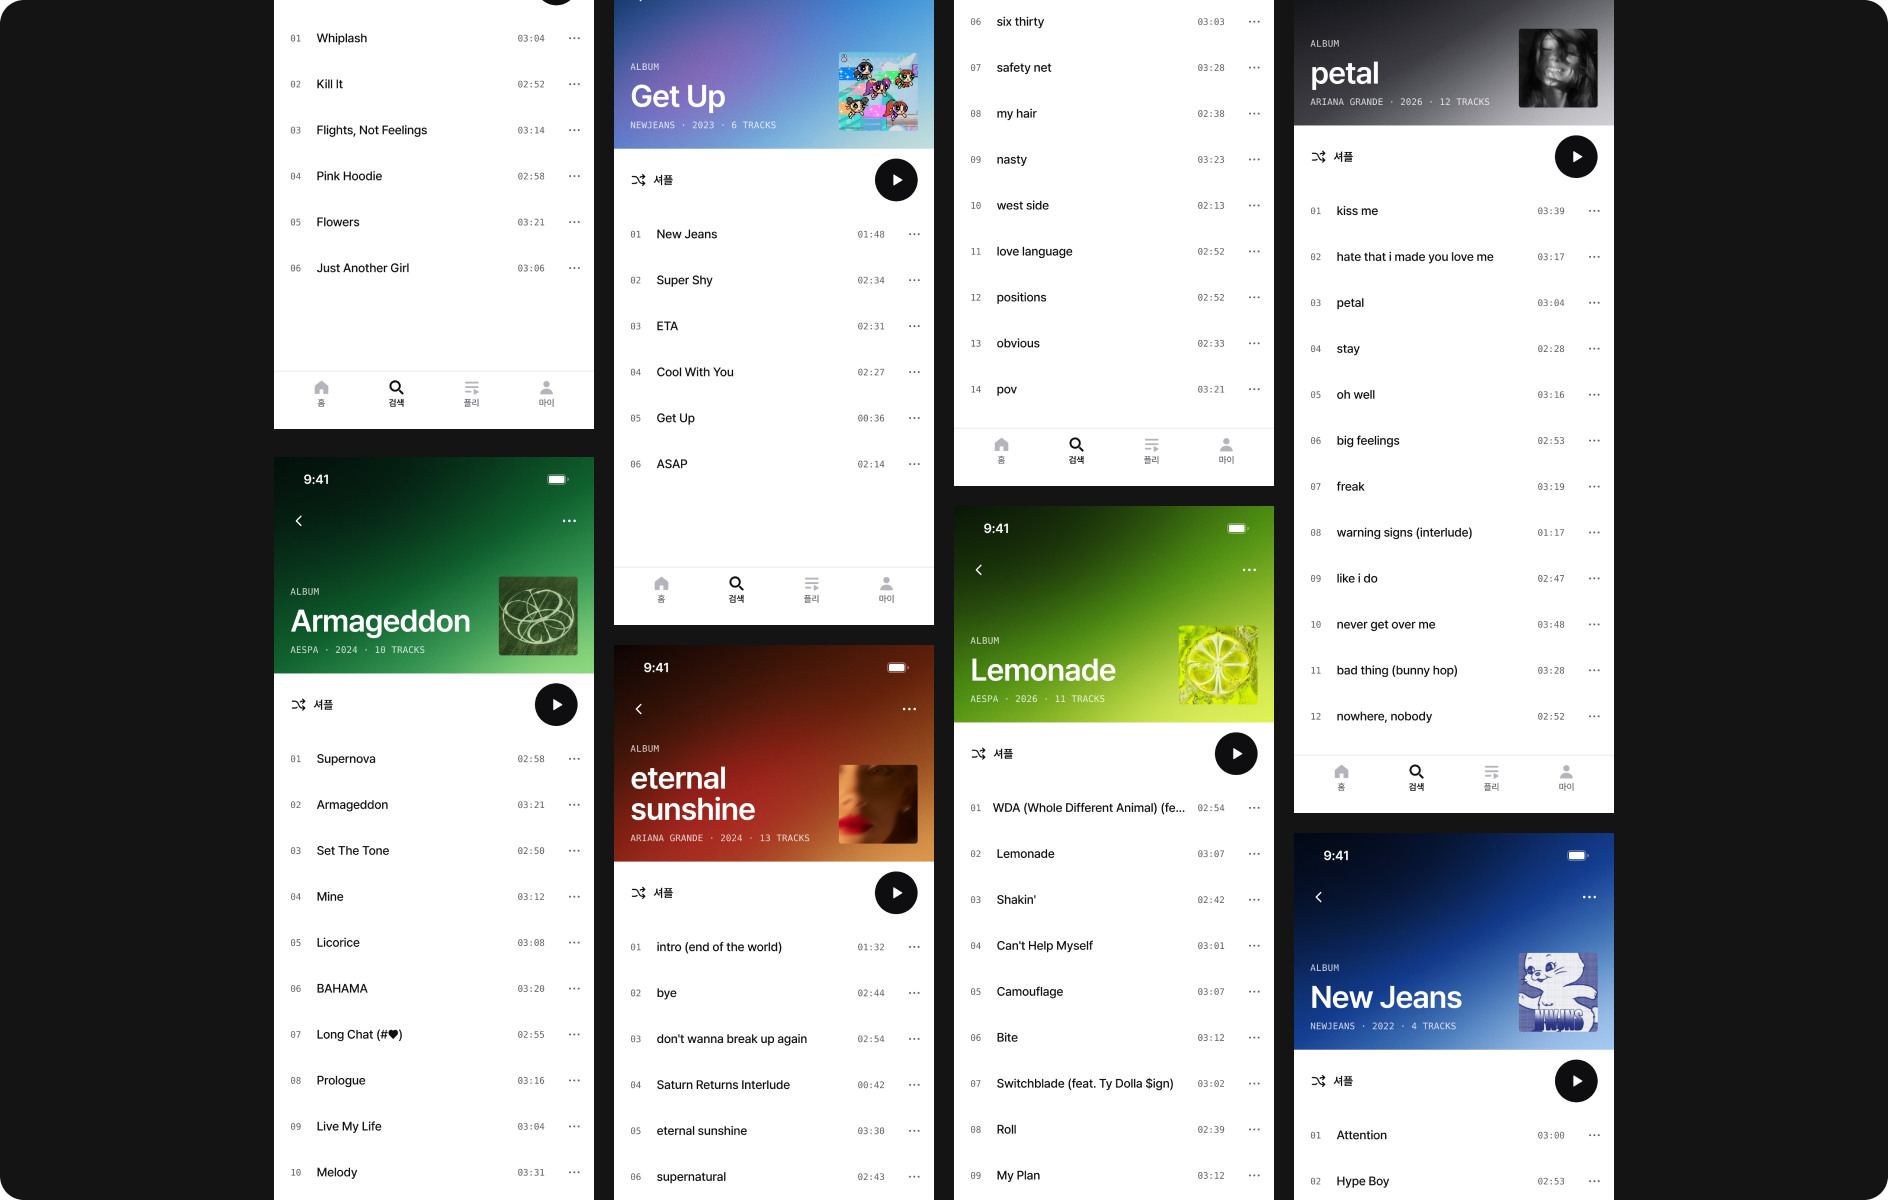 01 Whiplash 03:04
02 Kill It 02:52
03 Flights, Not Feelings 03:14
04 Pink Hoodie 02:58
05 Flowers 03:21
06 Just Another Girl 03:06
홈 검색 플리 마이
9:41
ALBUM
Armageddon
AESPA · 2024 · 10 TRACKS
셔플
01 Supernova 02:58
02 Armageddon 03:21
03 Set The Tone 02:50
04 Mine 03:12
05 Licorice 03:08
06 BAHAMA 03:20
07 Long Chat (#♥) 02:55
08 Prologue 03:16
09 Live My Life 03:04
10 Melody 03:31
ALBUM
Get Up
NEWJEANS · 2023 · 6 TRACKS
셔플
01 New Jeans 01:48
02 Super Shy 02:34
03 ETA 02:31
04 Cool With You 02:27
05 Get Up 00:36
06 ASAP 02:14
홈 검색 플리 마이
9:41
ALBUM
eternal
sunshine
ARIANA GRANDE · 2024 · 13 TRACKS
셔플
01 intro (end of the world) 01:32
02 bye 02:44
03 don't wanna break up again 02:54
04 Saturn Returns Interlude 00:42
05 eternal sunshine 03:30
06 supernatural 02:43
06 six thirty 03:03
07 safety net 03:28
08 my hair 02:38
09 nasty 03:23
10 west side 02:13
11 love language 02:52
12 positions 02:52
13 obvious 02:33
14 pov 03:21
홈 검색 플리 마이
9:41
ALBUM
Lemonade
AESPA · 2026 · 11 TRACKS
셔플
01 WDA (Whole Different Animal) (fe... 02:54
02 Lemonade 03:07
03 Shakin' 02:42
04 Can't Help Myself 03:01
05 Camouflage 03:07
06 Bite 03:12
07 Switchblade (feat. Ty Dolla $ign) 03:02
08 Roll 02:39
09 My Plan 03:12
ALBUM
petal
ARIANA GRANDE · 2026 · 12 TRACKS
셔플
01 kiss me 03:39
02 hate that i made you love me 03:17
03 petal 03:04
04 stay 02:28
05 oh well 03:16
06 big feelings 02:53
07 freak 03:19
08 warning signs (interlude) 01:17
09 like i do 02:47
10 never get over me 03:48
11 bad thing (bunny hop) 03:28
12 nowhere, nobody 02:52
홈 검색 플리 마이
9:41
ALBUM
New Jeans
NEWJEANS · 2022 · 4 TRACKS
NWJNS
셔플
01 Attention 03:00
02 Hype Boy 02:53